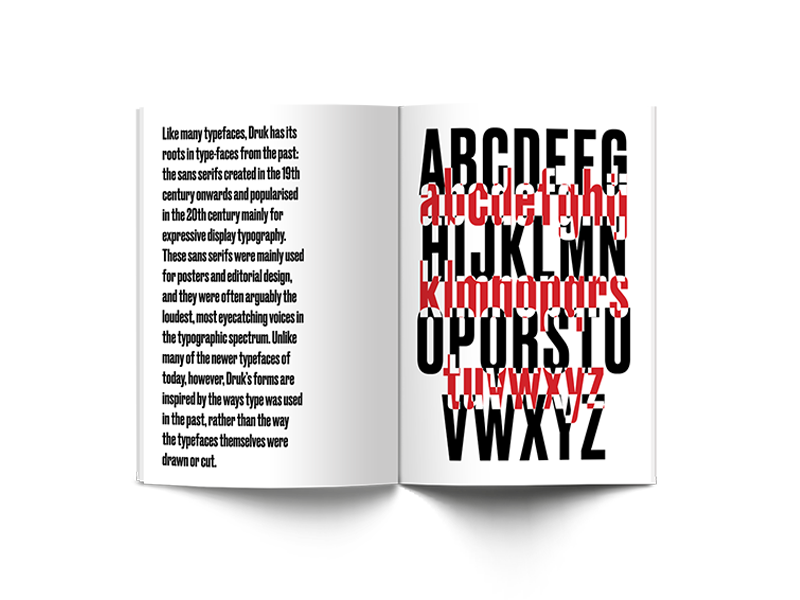 Like many typefaces, Druk has its
roots in type-faces from the past:
the sans serifs created in the 19th
century onwards and popularised
in the 20th century mainly for
expressive display typography.
These sans serifs were mainly used
for posters and editorial design,
and they were often arguably the
loudest, most eyecatching voices in
the typographic spectrum. Unlike
many of the newer typefaces of
today, however, Druk's forms are
inspired by the ways type was used
in the past, rather than the way
the typefaces themselves were
drawn or cut.
ABCDEFG
abcdefghij
HIJKLMN
klmnopqrs
OPQRSTU
tuvwxyz
VWXYZ